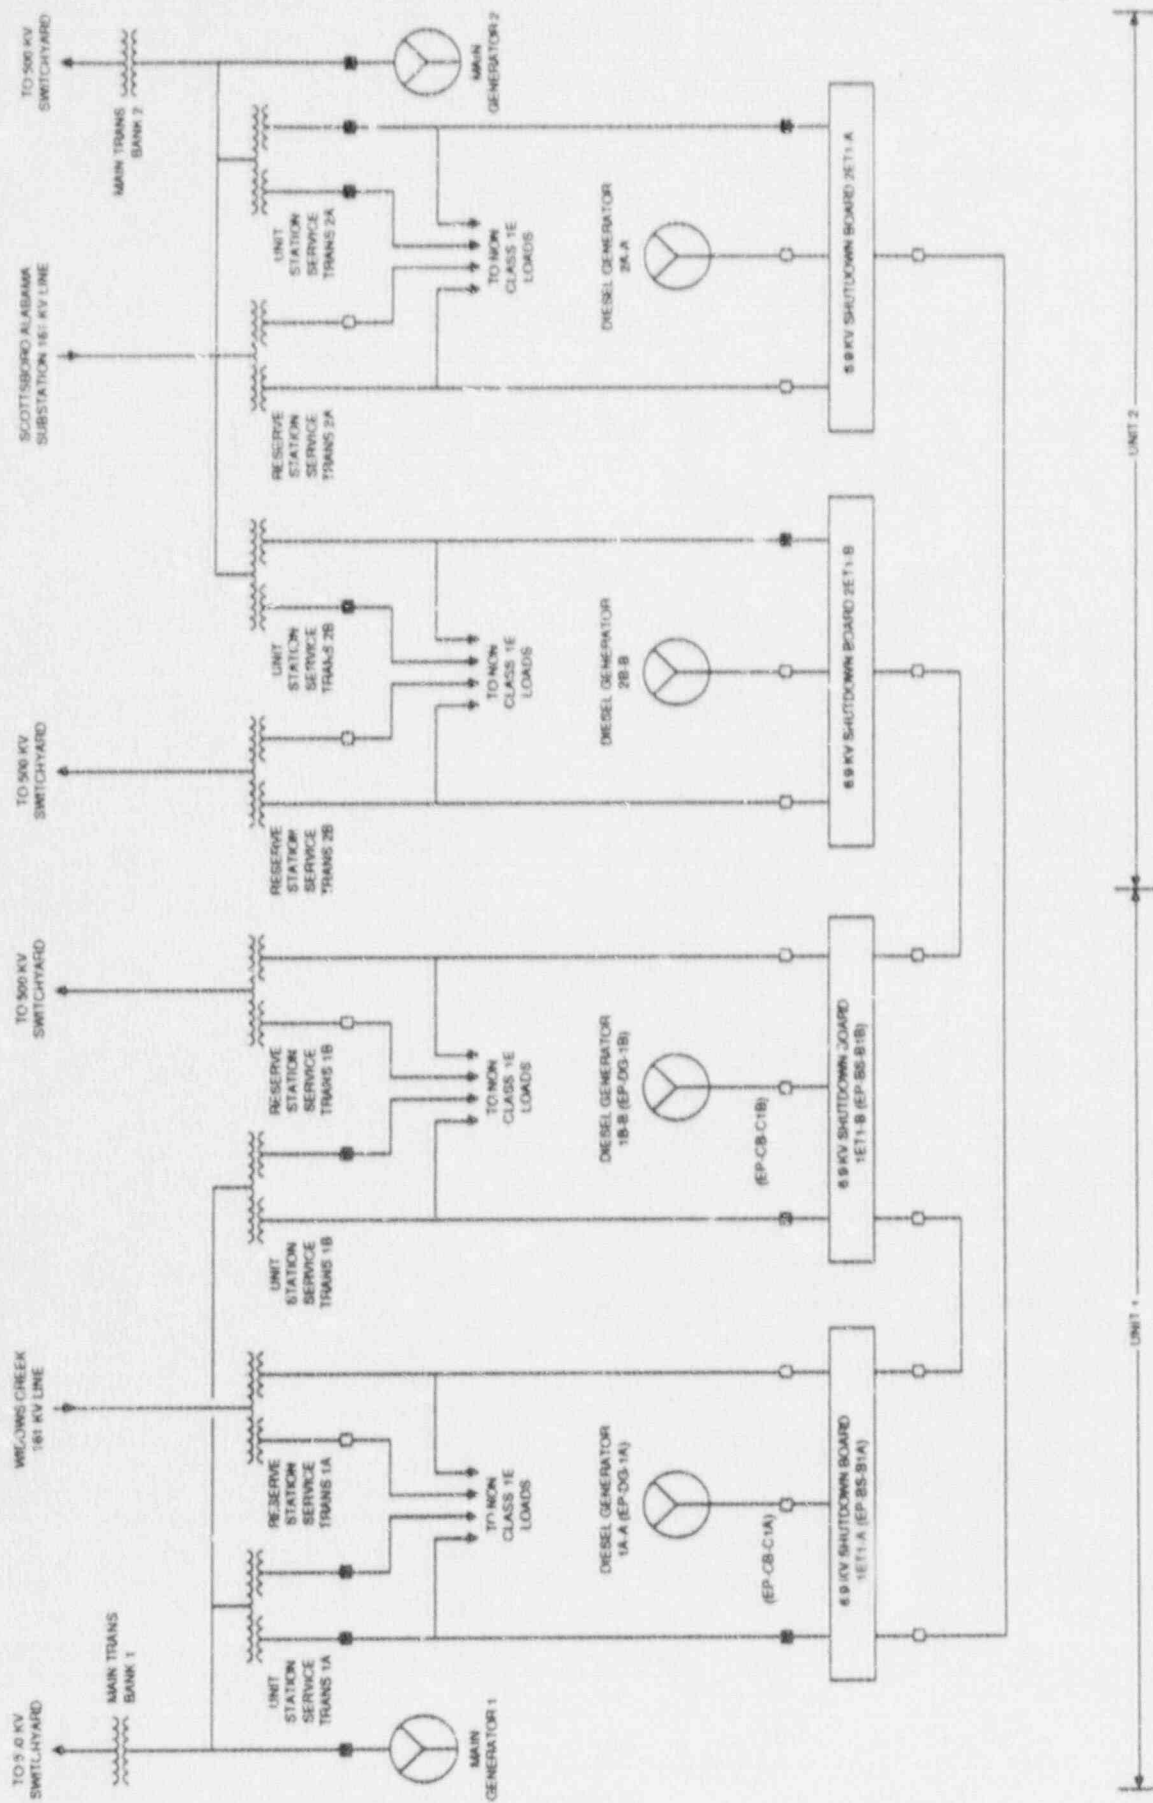 TO 500 KV
SWITCHYARD
MAIN TRANS
BANK 1
WIDOWS CREEK
161 KV LINE
TO 500 KV
SWITCHYARD
TO 500 KV
SWITCHYARD
SCOTTSBORO ALABAMA
SUBSTATION 161 KV LINE
TO 500 KV
SWITCHYARD
MAIN TRANS
BANK 2
UNIT
STATION
SERVICE
TRANS 1A
RESERVE
STATION
SERVICE
TRANS 1A
UNIT
STATION
SERVICE
TRANS 1B
RESERVE
STATION
SERVICE
TRANS 1B
RESERVE
STATION
SERVICE
TRANS 2B
UNIT
STATION
SERVICE
TRANS 2B
RESERVE
STATION
SERVICE
TRANS 2A
UNIT
STATION
SERVICE
TRANS 2A
MAIN
GENERATOR 1
TO NON
CLASS 1E
LOADS
TO NON
CLASS 1E
LOADS
TO NON
CLASS 1E
LOADS
TO NON
CLASS 1E
LOADS
MAIN
GENERATOR 2
DIESEL GENERATOR
1A-A (EP-DG-1A)
DIESEL GENERATOR
1B-B (EP-DG-1B)
DIESEL GENERATOR
2B-B
DIESEL GENERATOR
2A-A
(EP-CB-C1A)
(EP-CB-C1B)
6.9 KV SHUTDOWN BOARD
1ET1-A (EP-BS-B1A)
6.9 KV SHUTDOWN BOARD
1ET1-B (EP-BS-B1B)
6.9 KV SHUTDOWN BOARD 2ET1-B
6.9 KV SHUTDOWN BOARD 2ET1-A
UNIT 1
UNIT 2